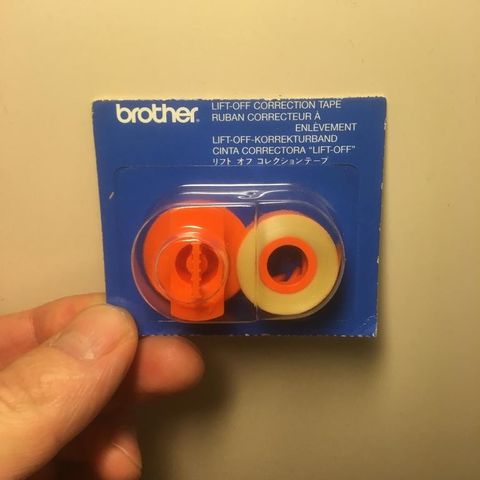 brother®
LIFT-OFF CORRECTION TAPE
RUBAN CORRECTEUR À
ENLÈVEMENT
LIFT-OFF-KORREKTURBAND
CINTA CORRECTORA “LIFT-OFF”
リフト オフ コレクションテープ